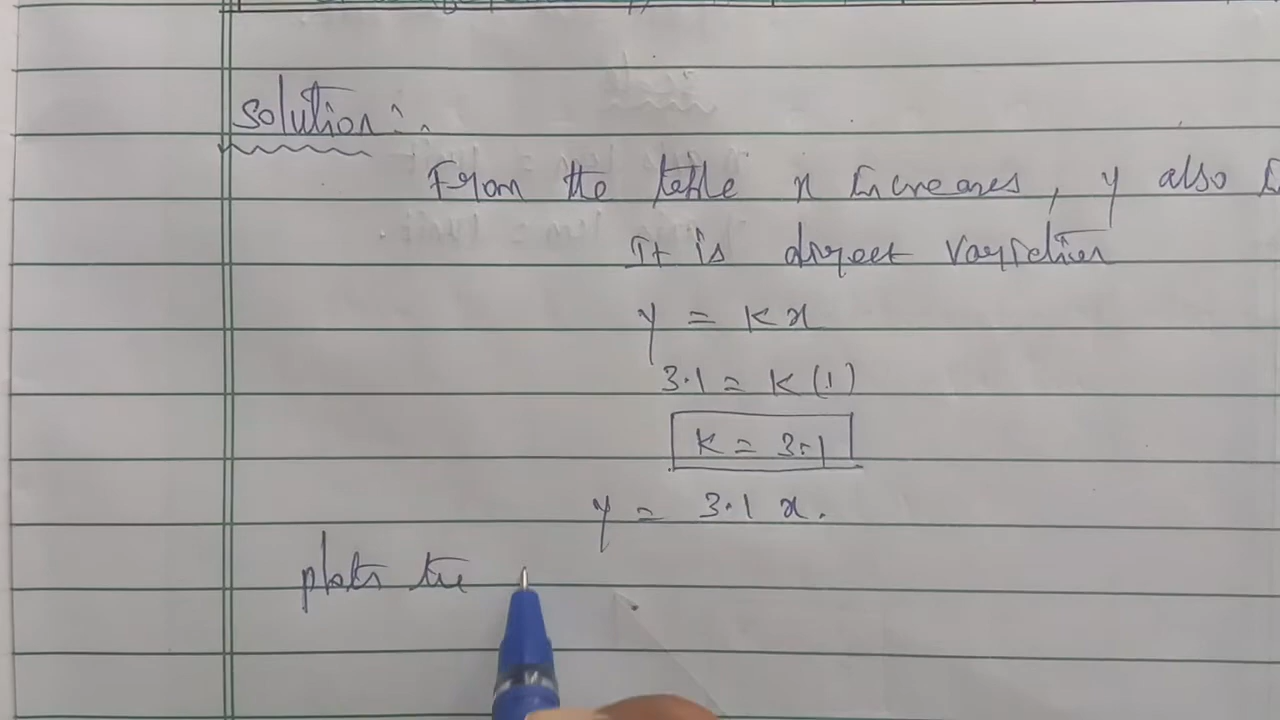 Solution :.
From the table x increases, y also
It is direct variation
y = Kx
3.1 = K(1)
K = 3.1
y = 3.1 x.
plots the